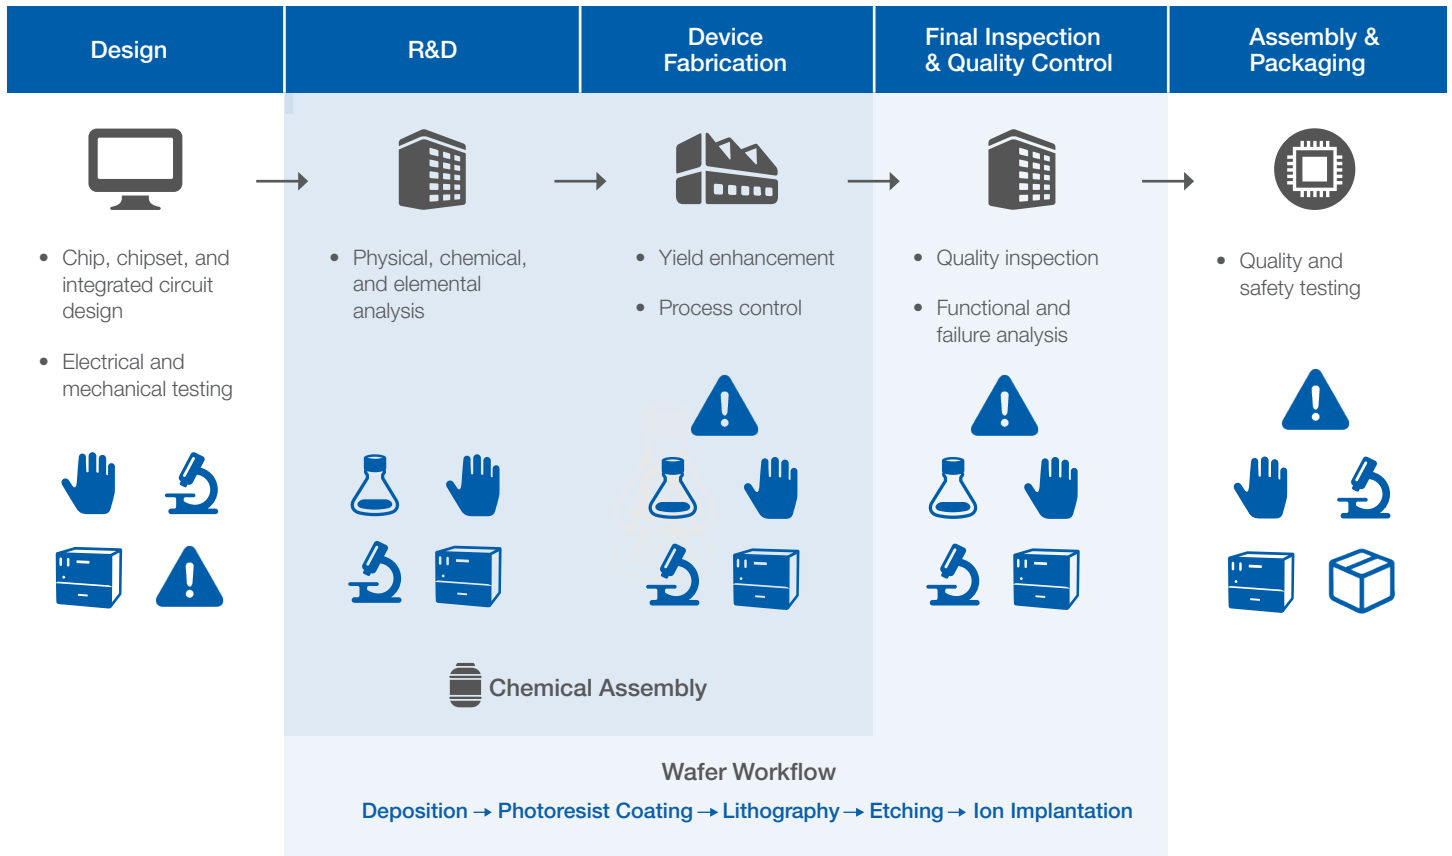 Design
R&D
Device
Fabrication
Final Inspection
& Quality Control
Assembly &
Packaging
• Chip, chipset, and
integrated circuit
design
• Electrical and
mechanical testing
• Physical, chemical,
and elemental
analysis
• Yield enhancement
• Process control
• Quality inspection
• Functional and
failure analysis
• Quality and
safety testing
Chemical Assembly
Wafer Workflow
Deposition → Photoresist Coating → Lithography → Etching → Ion Implantation